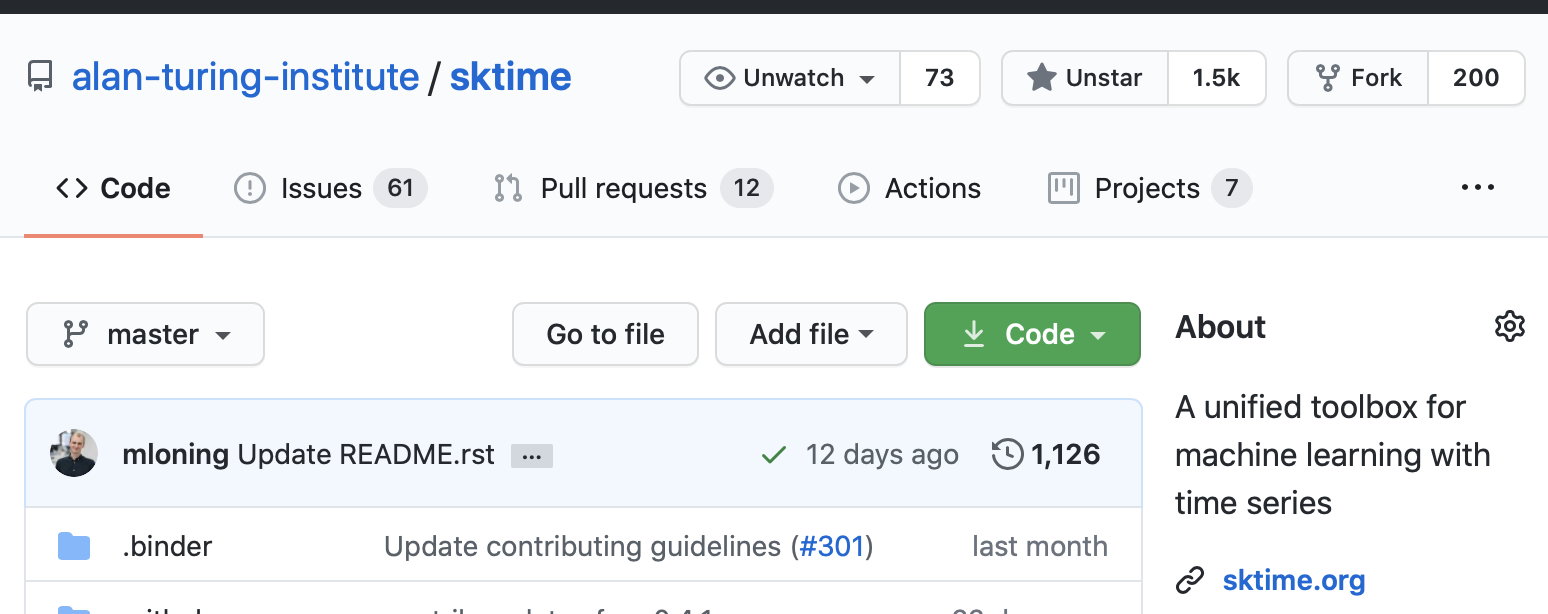 alan-turing-institute / sktime
Unwatch 73
Unstar 1.5k
Fork 200
Code
Issues 61
Pull requests 12
Actions
Projects 7
...
master
Go to file
Add file
Code
mloning Update README.rst ...
12 days ago
1,126
.binder
Update contributing guidelines (#301)
last month
About
A unified toolbox for
machine learning with
time series
sktime.org